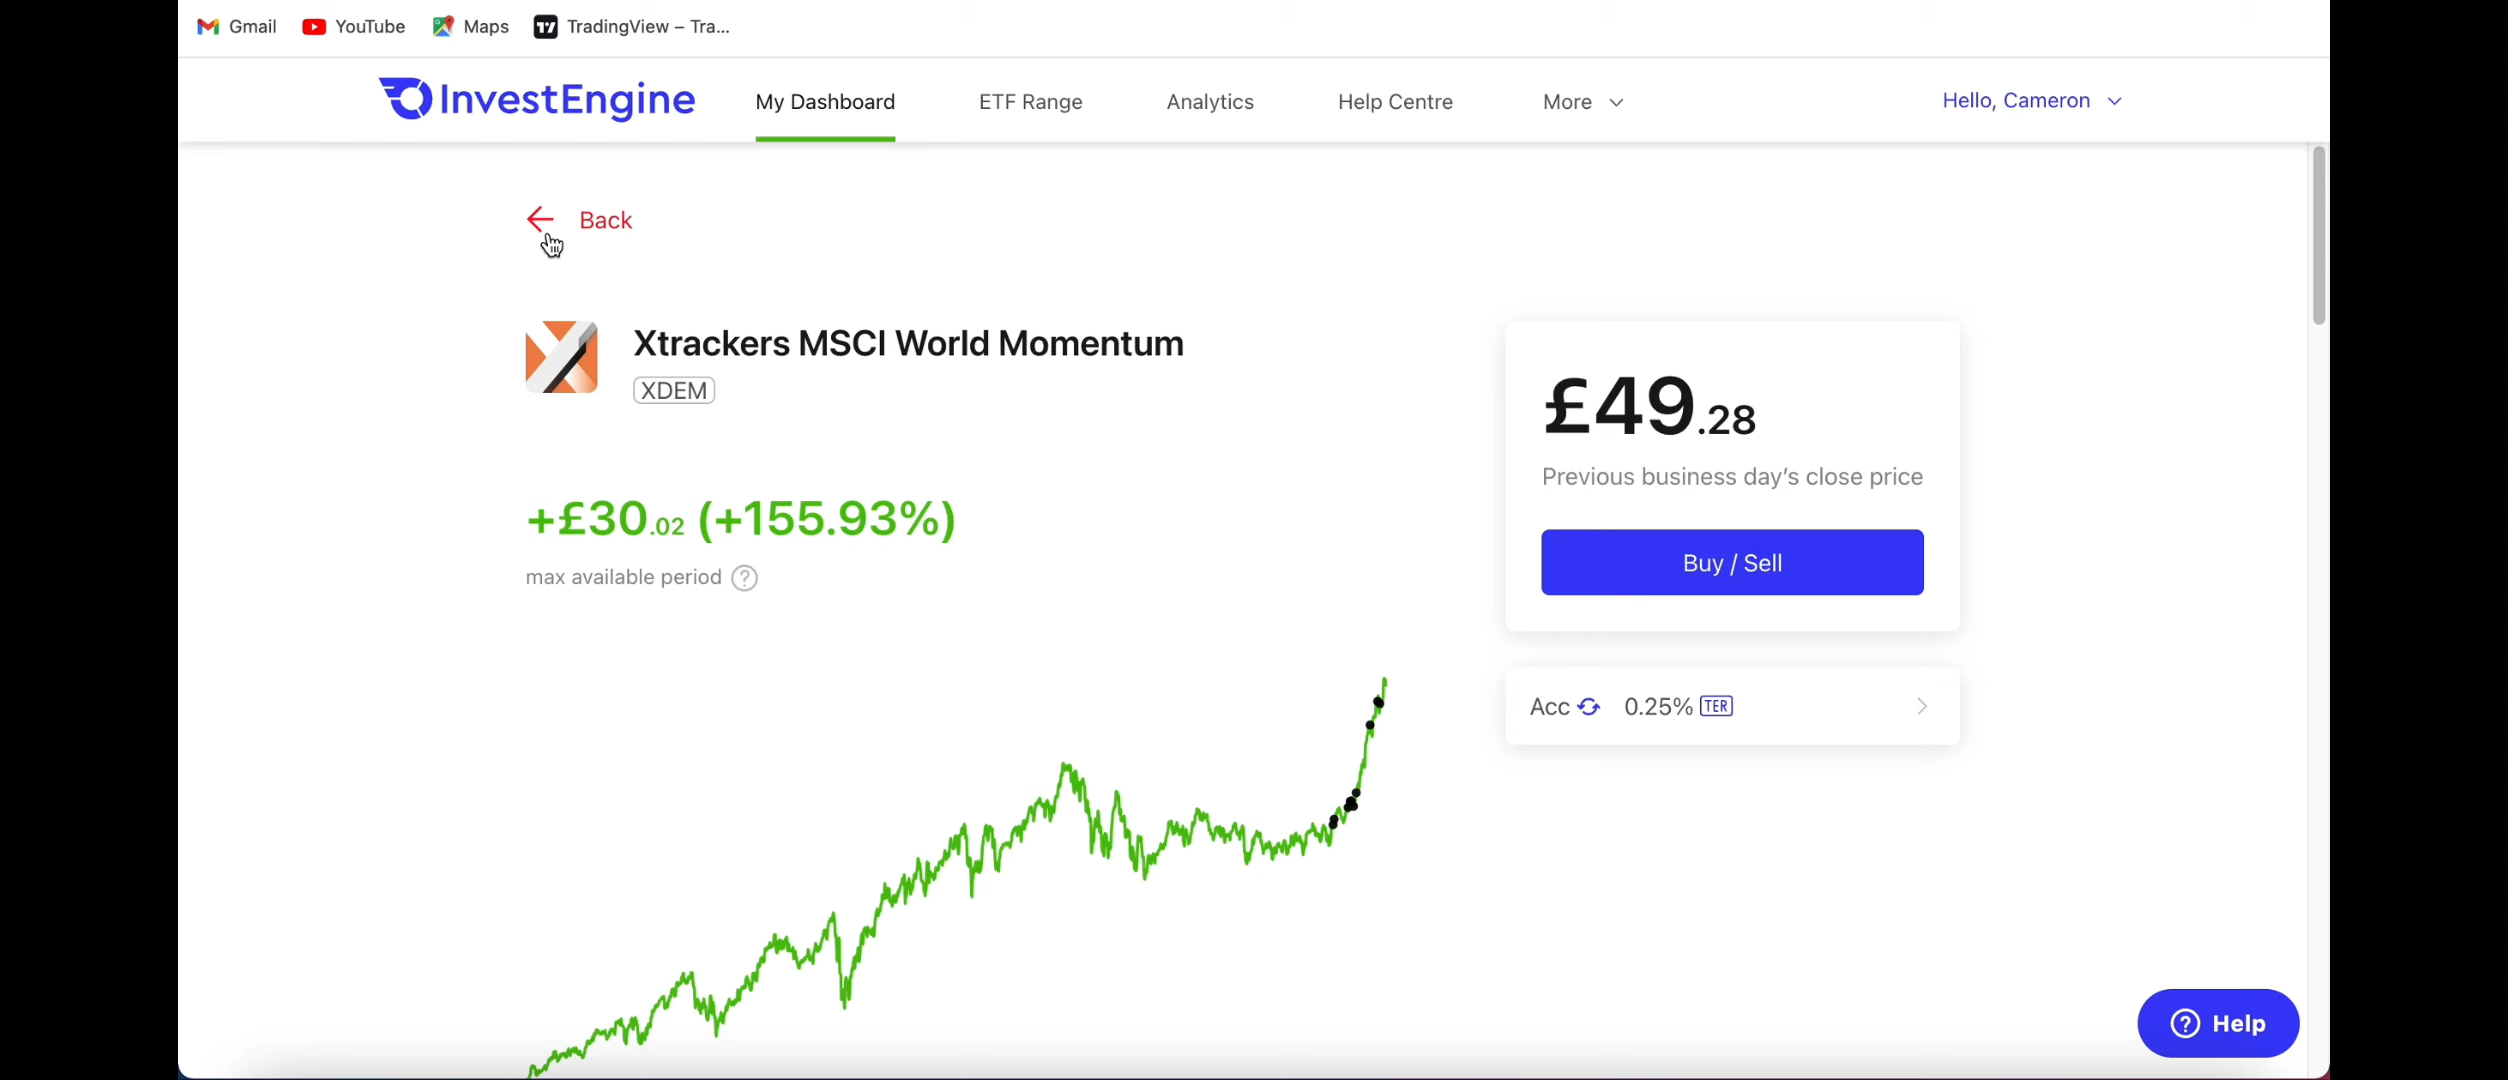 Gmail YouTube Maps TradingView – Tra...
InvestEngine My Dashboard ETF Range Analytics Help Centre More Hello, Cameron
Back
Xtrackers MSCI World Momentum
XDEM
+£30.02 (+155.93%)
max available period ?
£49.28
Previous business day's close price
Buy / Sell
Acc 0.25% TER
? Help